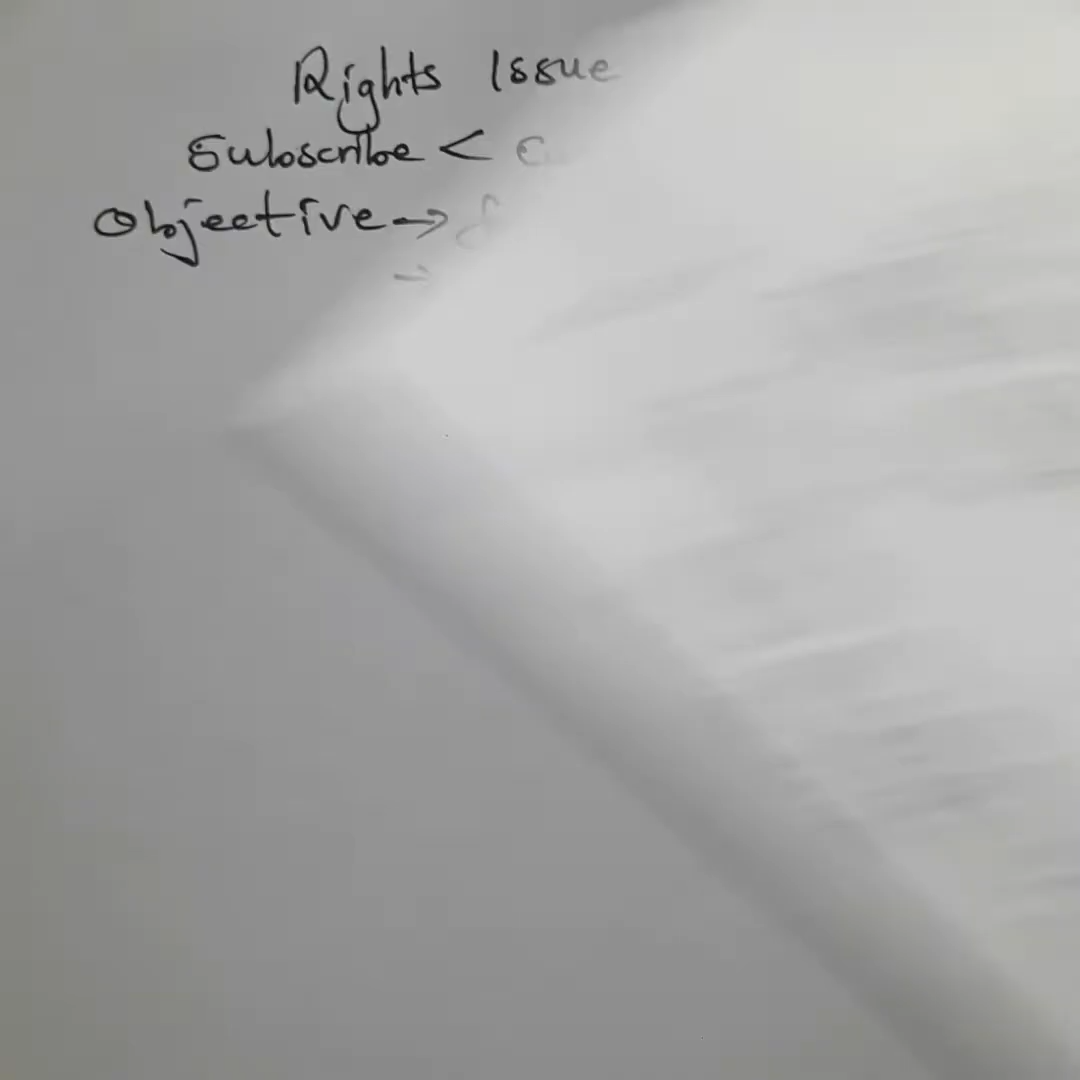 Rights Issue
Subscribe <
Objective →
→